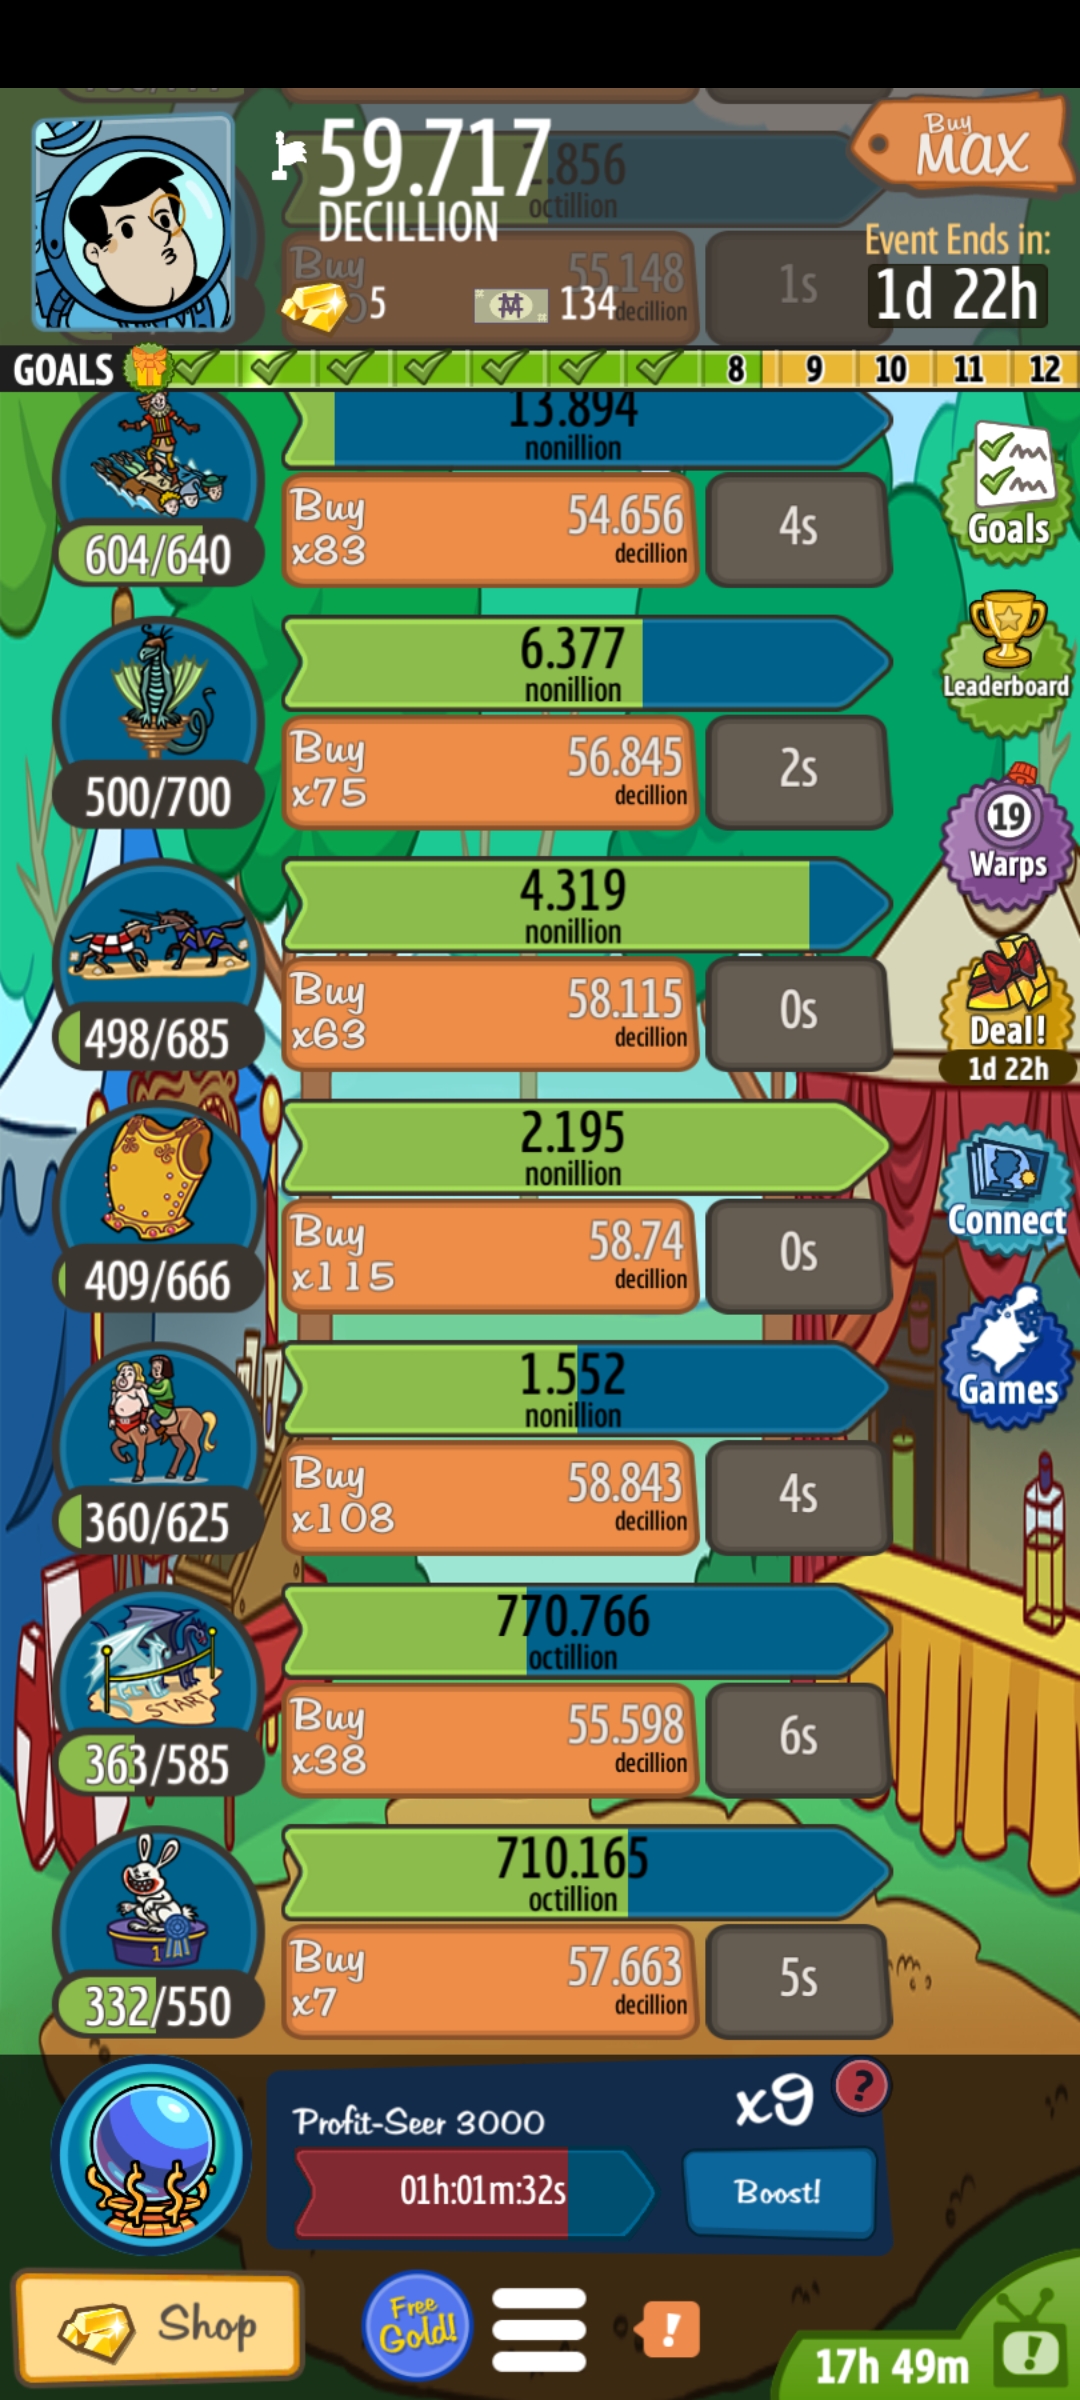 59.717
DECILLION
Buy
MAX
.856
octillion
Event Ends in:
1d 22h
Buy
55.148
decillion
1s
5
134
GOALS
8 9 10 11 12
13.894
nonillion
604/640
Buy
x83
54.656
decillion
4s
Goals
6.377
nonillion
500/700
Buy
x75
56.845
decillion
2s
Leaderboard
4.319
nonillion
498/685
Buy
x63
58.115
decillion
0s
19
Warps
Deal!
1d 22h
2.195
nonillion
409/666
Buy
x115
58.74
decillion
0s
Connect
1.552
nonillion
360/625
Buy
x108
58.843
decillion
4s
Games
770.766
octillion
START
363/585
Buy
x38
55.598
decillion
6s
710.165
octillion
1
332/550
Buy
x7
57.663
decillion
5s
Profit-Seer 3000
x9
?
01h:01m:32s
Boost!
Shop
Free
Gold!
!
17h 49m
!